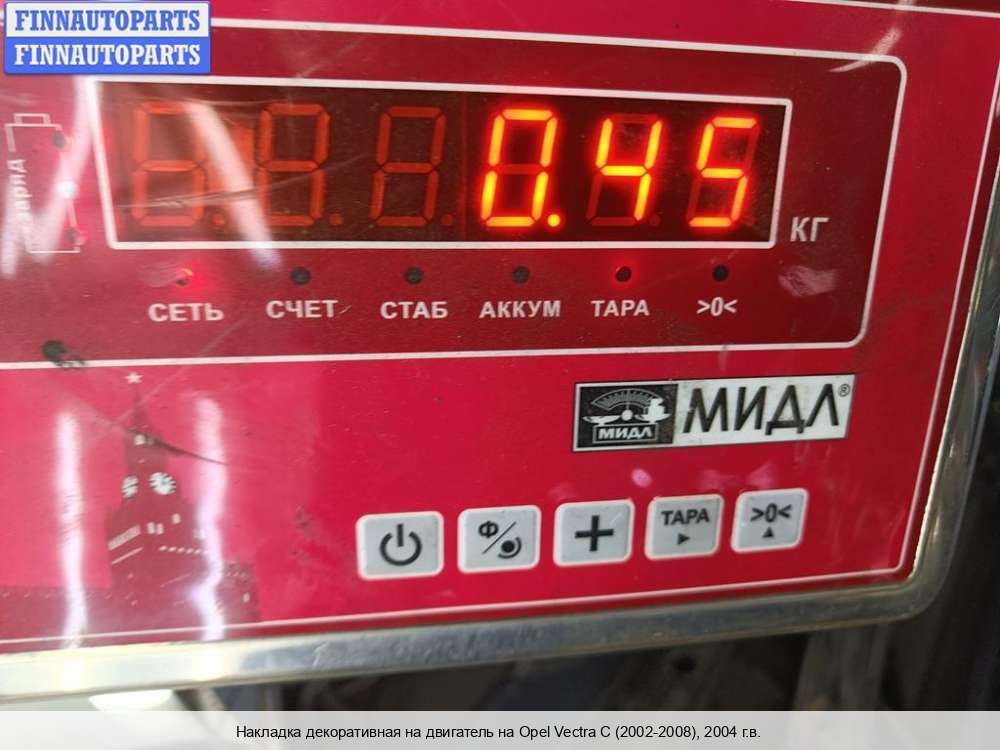 FINNAUTOPARTS
FINNAUTOPARTS
заряд
0.45
КГ
СЕТЬ СЧЕТ СТАБ АККУМ ТАРА >0<
МИДЛ МИДЛ®
Ф/ + ТАРА >0<
Накладка декоративная на двигатель на Opel Vectra C (2002-2008), 2004 г.в.